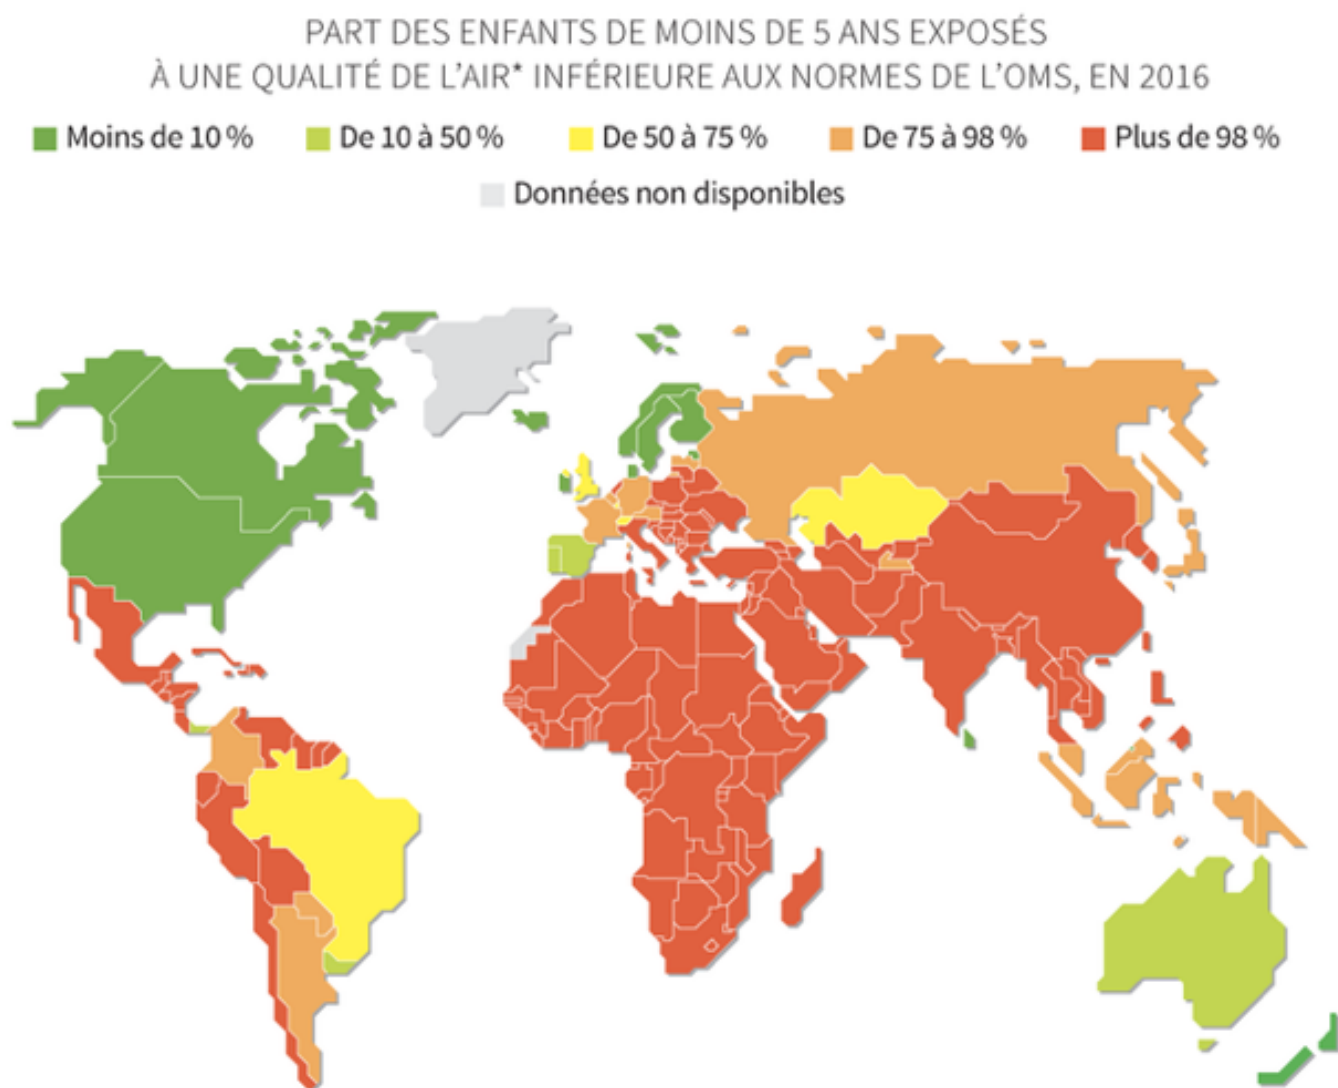 PART DES ENFANTS DE MOINS DE 5 ANS EXPOSÉS
À UNE QUALITÉ DE L’AIR* INFÉRIEURE AUX NORMES DE L’OMS, EN 2016
Moins de 10 % De 10 à 50 % De 50 à 75 % De 75 à 98 % Plus de 98 %
Données non disponibles